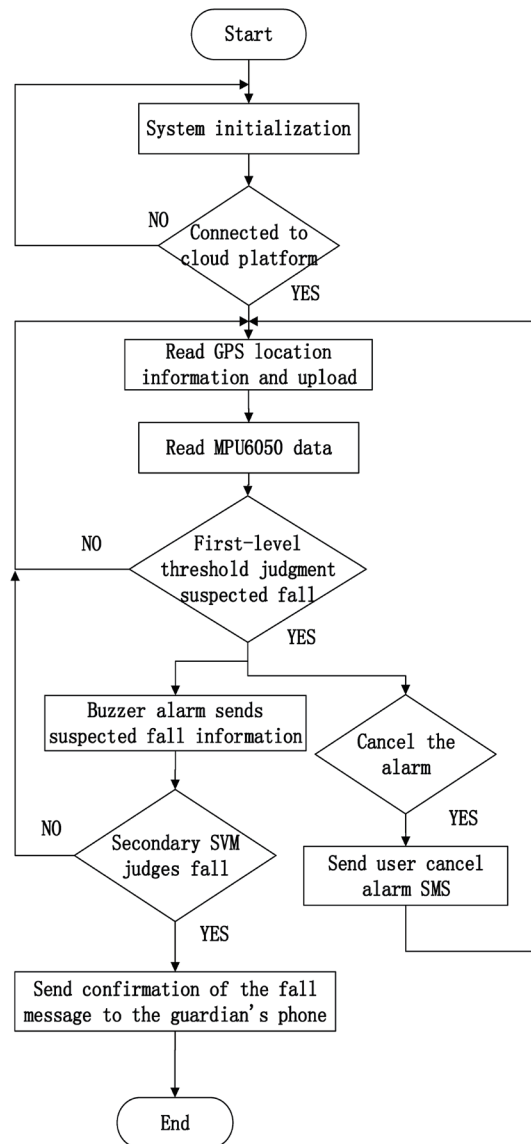 Start
System initialization
NO
Connected to
cloud platform
YES
Read GPS location
information and upload
Read MPU6050 data
NO
First-level
threshold judgment
suspected fall
YES
Buzzer alarm sends
suspected fall information
Cancel the
alarm
NO
YES
Secondary SVM
judges fall
Send user cancel
alarm SMS
YES
Send confirmation of the fall
message to the guardian's phone
End